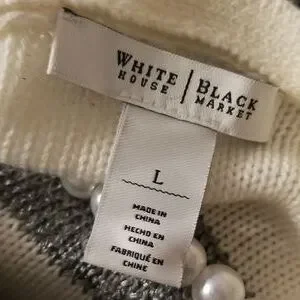 WHITE | BLACK
HOUSE | MARKET
L
MADE IN
CHINA
HECHO EN
CHINA
FABRIQUÉ EN
CHINE